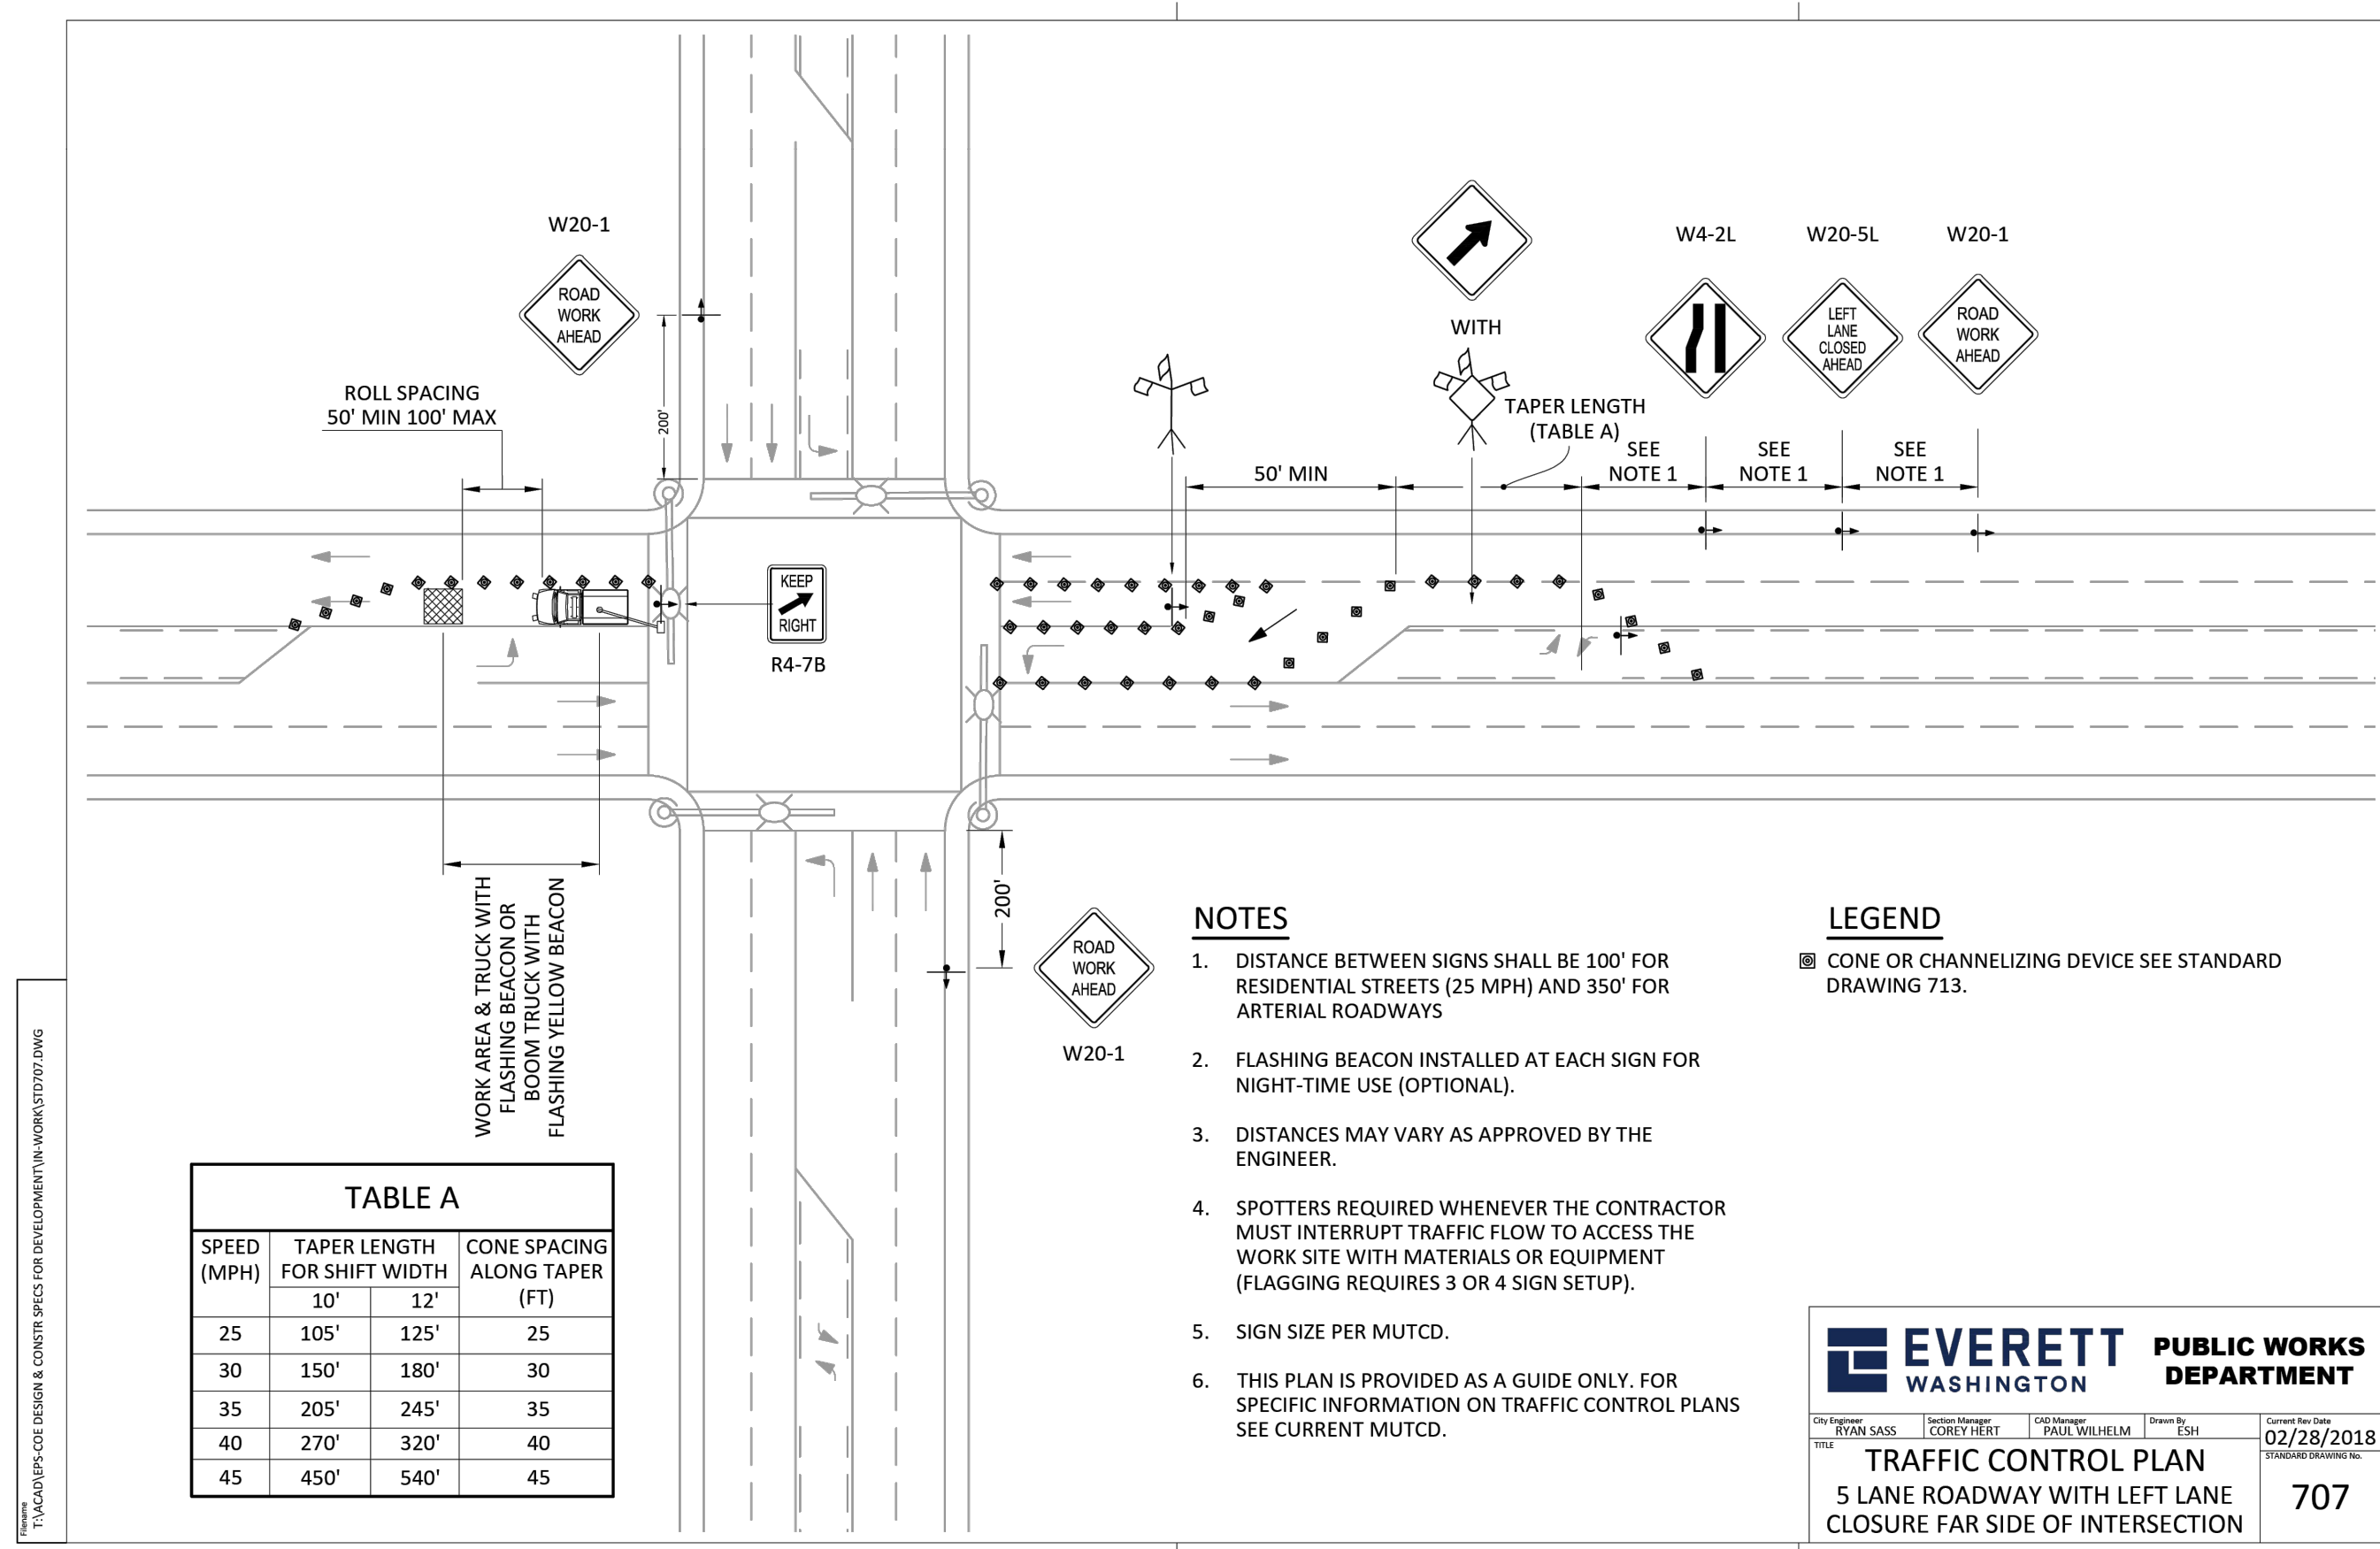 W20-1
ROAD
WORK
AHEAD
ROLL SPACING
50' MIN 100' MAX
200'
WITH
W4-2L
W20-5L
LEFT
LANE
CLOSED
AHEAD
W20-1
ROAD
WORK
AHEAD
TAPER LENGTH
(TABLE A)
50' MIN
SEE
NOTE 1
SEE
NOTE 1
SEE
NOTE 1
KEEP
RIGHT
R4-7B
WORK AREA & TRUCK WITH
FLASHING BEACON OR
BOOM TRUCK WITH
FLASHING YELLOW BEACON
200'
ROAD
WORK
AHEAD
W20-1
NOTES
1. DISTANCE BETWEEN SIGNS SHALL BE 100' FOR
RESIDENTIAL STREETS (25 MPH) AND 350' FOR
ARTERIAL ROADWAYS
2. FLASHING BEACON INSTALLED AT EACH SIGN FOR
NIGHT-TIME USE (OPTIONAL).
3. DISTANCES MAY VARY AS APPROVED BY THE
ENGINEER.
4. SPOTTERS REQUIRED WHENEVER THE CONTRACTOR
MUST INTERRUPT TRAFFIC FLOW TO ACCESS THE
WORK SITE WITH MATERIALS OR EQUIPMENT
(FLAGGING REQUIRES 3 OR 4 SIGN SETUP).
5. SIGN SIZE PER MUTCD.
6. THIS PLAN IS PROVIDED AS A GUIDE ONLY. FOR
SPECIFIC INFORMATION ON TRAFFIC CONTROL PLANS
SEE CURRENT MUTCD.
LEGEND
CONE OR CHANNELIZING DEVICE SEE STANDARD
DRAWING 713.
TABLE A
SPEED (MPH) TAPER LENGTH FOR SHIFT WIDTH CONE SPACING ALONG TAPER (FT)
10' 12'
25 105' 125' 25
30 150' 180' 30
35 205' 245' 35
40 270' 320' 40
45 450' 540' 45
Filename
T:\ACAD\EPS-COE DESIGN & CONSTR SPECS FOR DEVELOPMENT\IN-WORK\STD707.DWG
EVERETT
WASHINGTON
PUBLIC WORKS
DEPARTMENT
City Engineer
RYAN SASS
Section Manager
COREY HERT
CAD Manager
PAUL WILHELM
Drawn By
ESH
Current Rev Date
02/28/2018
TITLE
TRAFFIC CONTROL PLAN
5 LANE ROADWAY WITH LEFT LANE
CLOSURE FAR SIDE OF INTERSECTION
STANDARD DRAWING No.
707